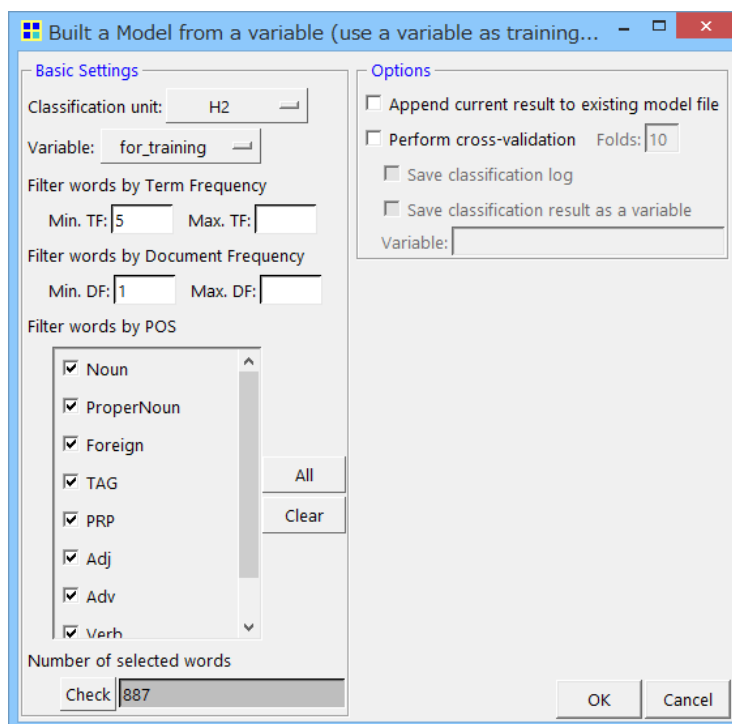 Built a Model from a variable (use a variable as training...
Basic Settings
Classification unit: H2
Variable: for_training
Filter words by Term Frequency
Min. TF: 5 Max. TF:
Filter words by Document Frequency
Min. DF: 1 Max. DF:
Filter words by POS
Noun
ProperNoun
Foreign
TAG
PRP
Adj
Adv
Verb
All
Clear
Number of selected words
Check 887
Options
Append current result to existing model file
Perform cross-validation Folds: 10
Save classification log
Save classification result as a variable
Variable:
OK Cancel